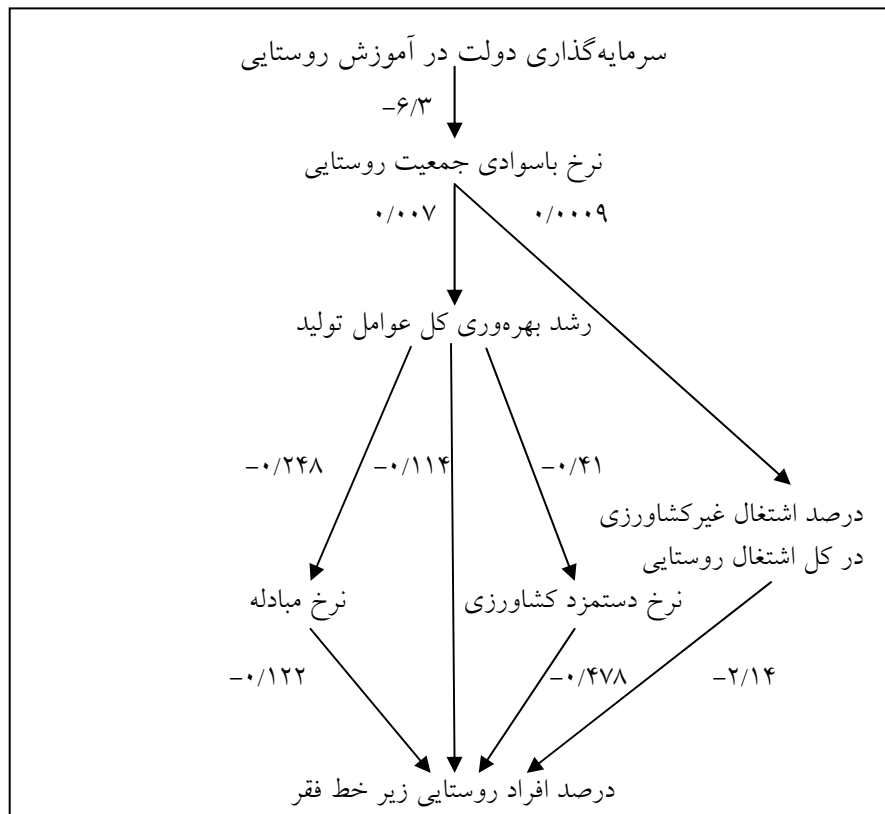 سرمایه‌گذاری دولت در آموزش روستایی
−۶/۳
نرخ باسوادی جمعیت روستایی
۰/۰۰۷
۰/۰۰۰۹
رشد بهره‌وری کل عوامل تولید
−۰/۲۴۸
−۰/۱۱۴
−۰/۴۱
درصد اشتغال غیرکشاورزی
در کل اشتغال روستایی
نرخ مبادله
نرخ دستمزد کشاورزی
−۰/۱۲۲
−۰/۴۷۸
−۲/۱۴
درصد افراد روستایی زیر خط فقر